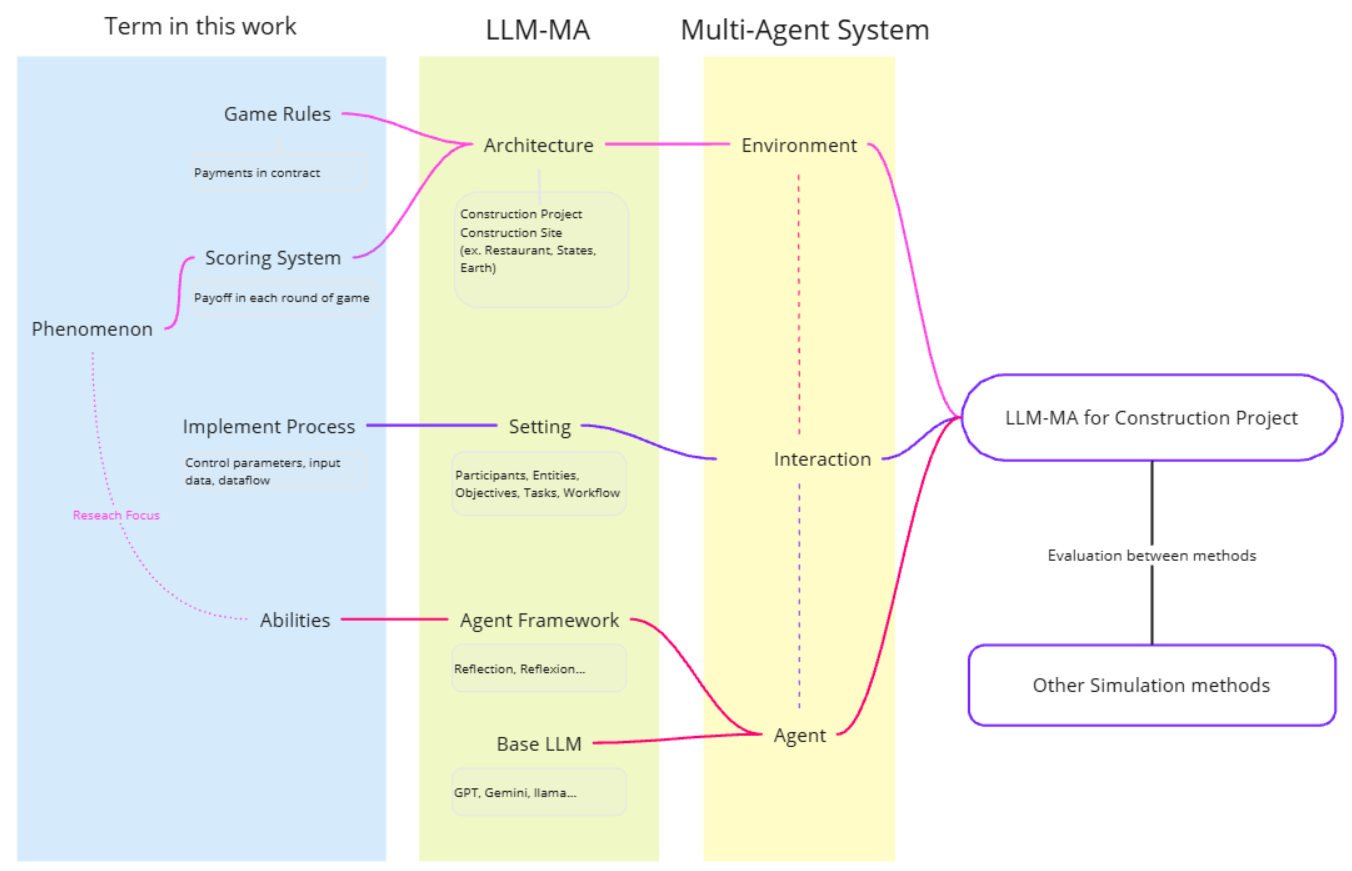 Term in this work
LLM-MA
Multi-Agent System
Game Rules
Payments in contract
Scoring System
Payoff in each round of game
Phenomenon
Implement Process
Control parameters, input
data, dataflow
Reseach Focus
Abilities
Architecture
Construction Project
Construction Site
(ex. Restaurant, States,
Earth)
Setting
Participants, Entities,
Objectives, Tasks, Workflow
Agent Framework
Reflection, Reflexion...
Base LLM
GPT, Gemini, llama...
Environment
Interaction
Agent
LLM-MA for Construction Project
Evaluation between methods
Other Simulation methods